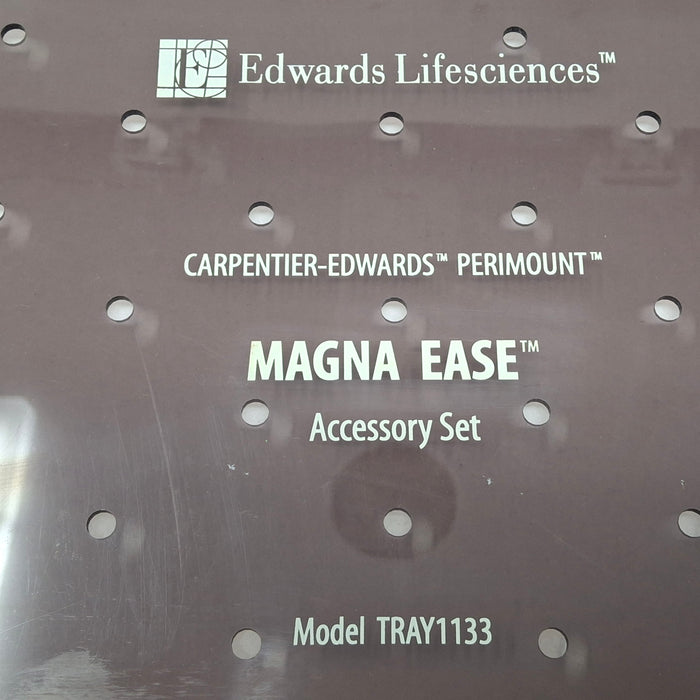 E Edwards Lifesciences™
CARPENTIER-EDWARDS™ PERIMOUNT™
MAGNA EASE™
Accessory Set
Model TRAY1133